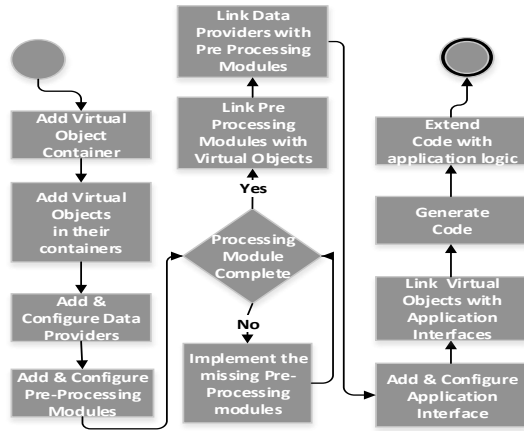 Add Virtual
Object
Container
Add Virtual
Objects
in their
containers
Add &
Configure Data
Providers
Add & Configure
Pre-Processing
Modules
Link Data
Providers with
Pre Processing
Modules
Link Pre
Processing
Modules with
Virtual Objects
Yes
Processing
Module
Complete
No
Implement the
missing Pre-
Processing
modules
Extend
Code with
application logic
Generate
Code
Link Virtual
Objects with
Application
Interfaces
Add & Configure
Application
Interface